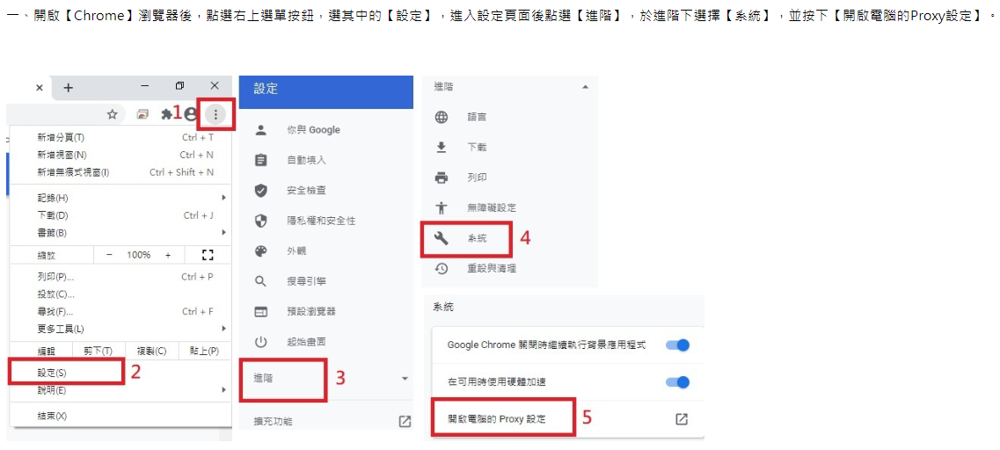 一、開啟【Chrome】瀏覽器後，點選右上選單按鈕，選其中的【設定】，進入設定頁面後點選【進階】，於進階下選擇【系統】，並按下【開啟電腦的Proxy設定】。
1
新增分頁(T) Ctrl + T
新增視窗(N) Ctrl + N
新增無痕式視窗(I) Ctrl + Shift + N
記錄(H)
下載(D) Ctrl + J
書籤(B)
縮放 − 100% +
列印(P)... Ctrl + P
投放(C)...
尋找(F)... Ctrl + F
更多工具(L)
編輯 剪下(T) 複製(C) 貼上(P)
設定(S) 2
說明(E)
結束(X)
設定
你與 Google
自動填入
安全檢查
隱私權和安全性
外觀
搜尋引擎
預設瀏覽器
起始畫面
進階 3
擴充功能
進階
語言
下載
列印
無障礙設定
系統 4
重設與清理
系統
Google Chrome 關閉時繼續執行背景應用程式
在可用時使用硬體加速
開啟電腦的 Proxy 設定 5